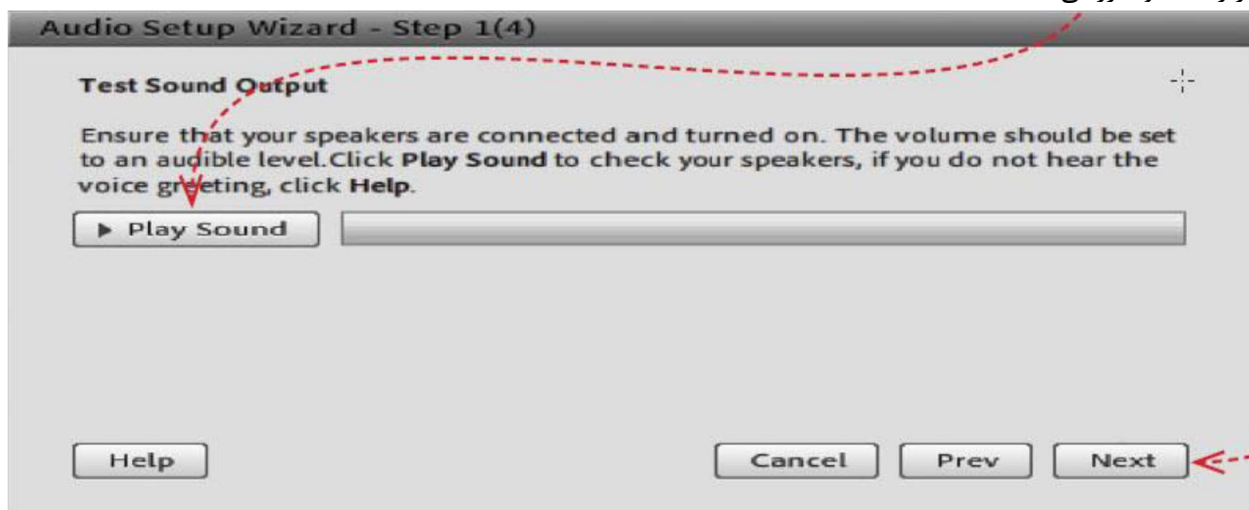 Audio Setup Wizard - Step 1(4)
Test Sound Output
Ensure that your speakers are connected and turned on. The volume should be set
to an audible level.Click Play Sound to check your speakers, if you do not hear the
voice greeting, click Help.
Play Sound
Help
Cancel
Prev
Next